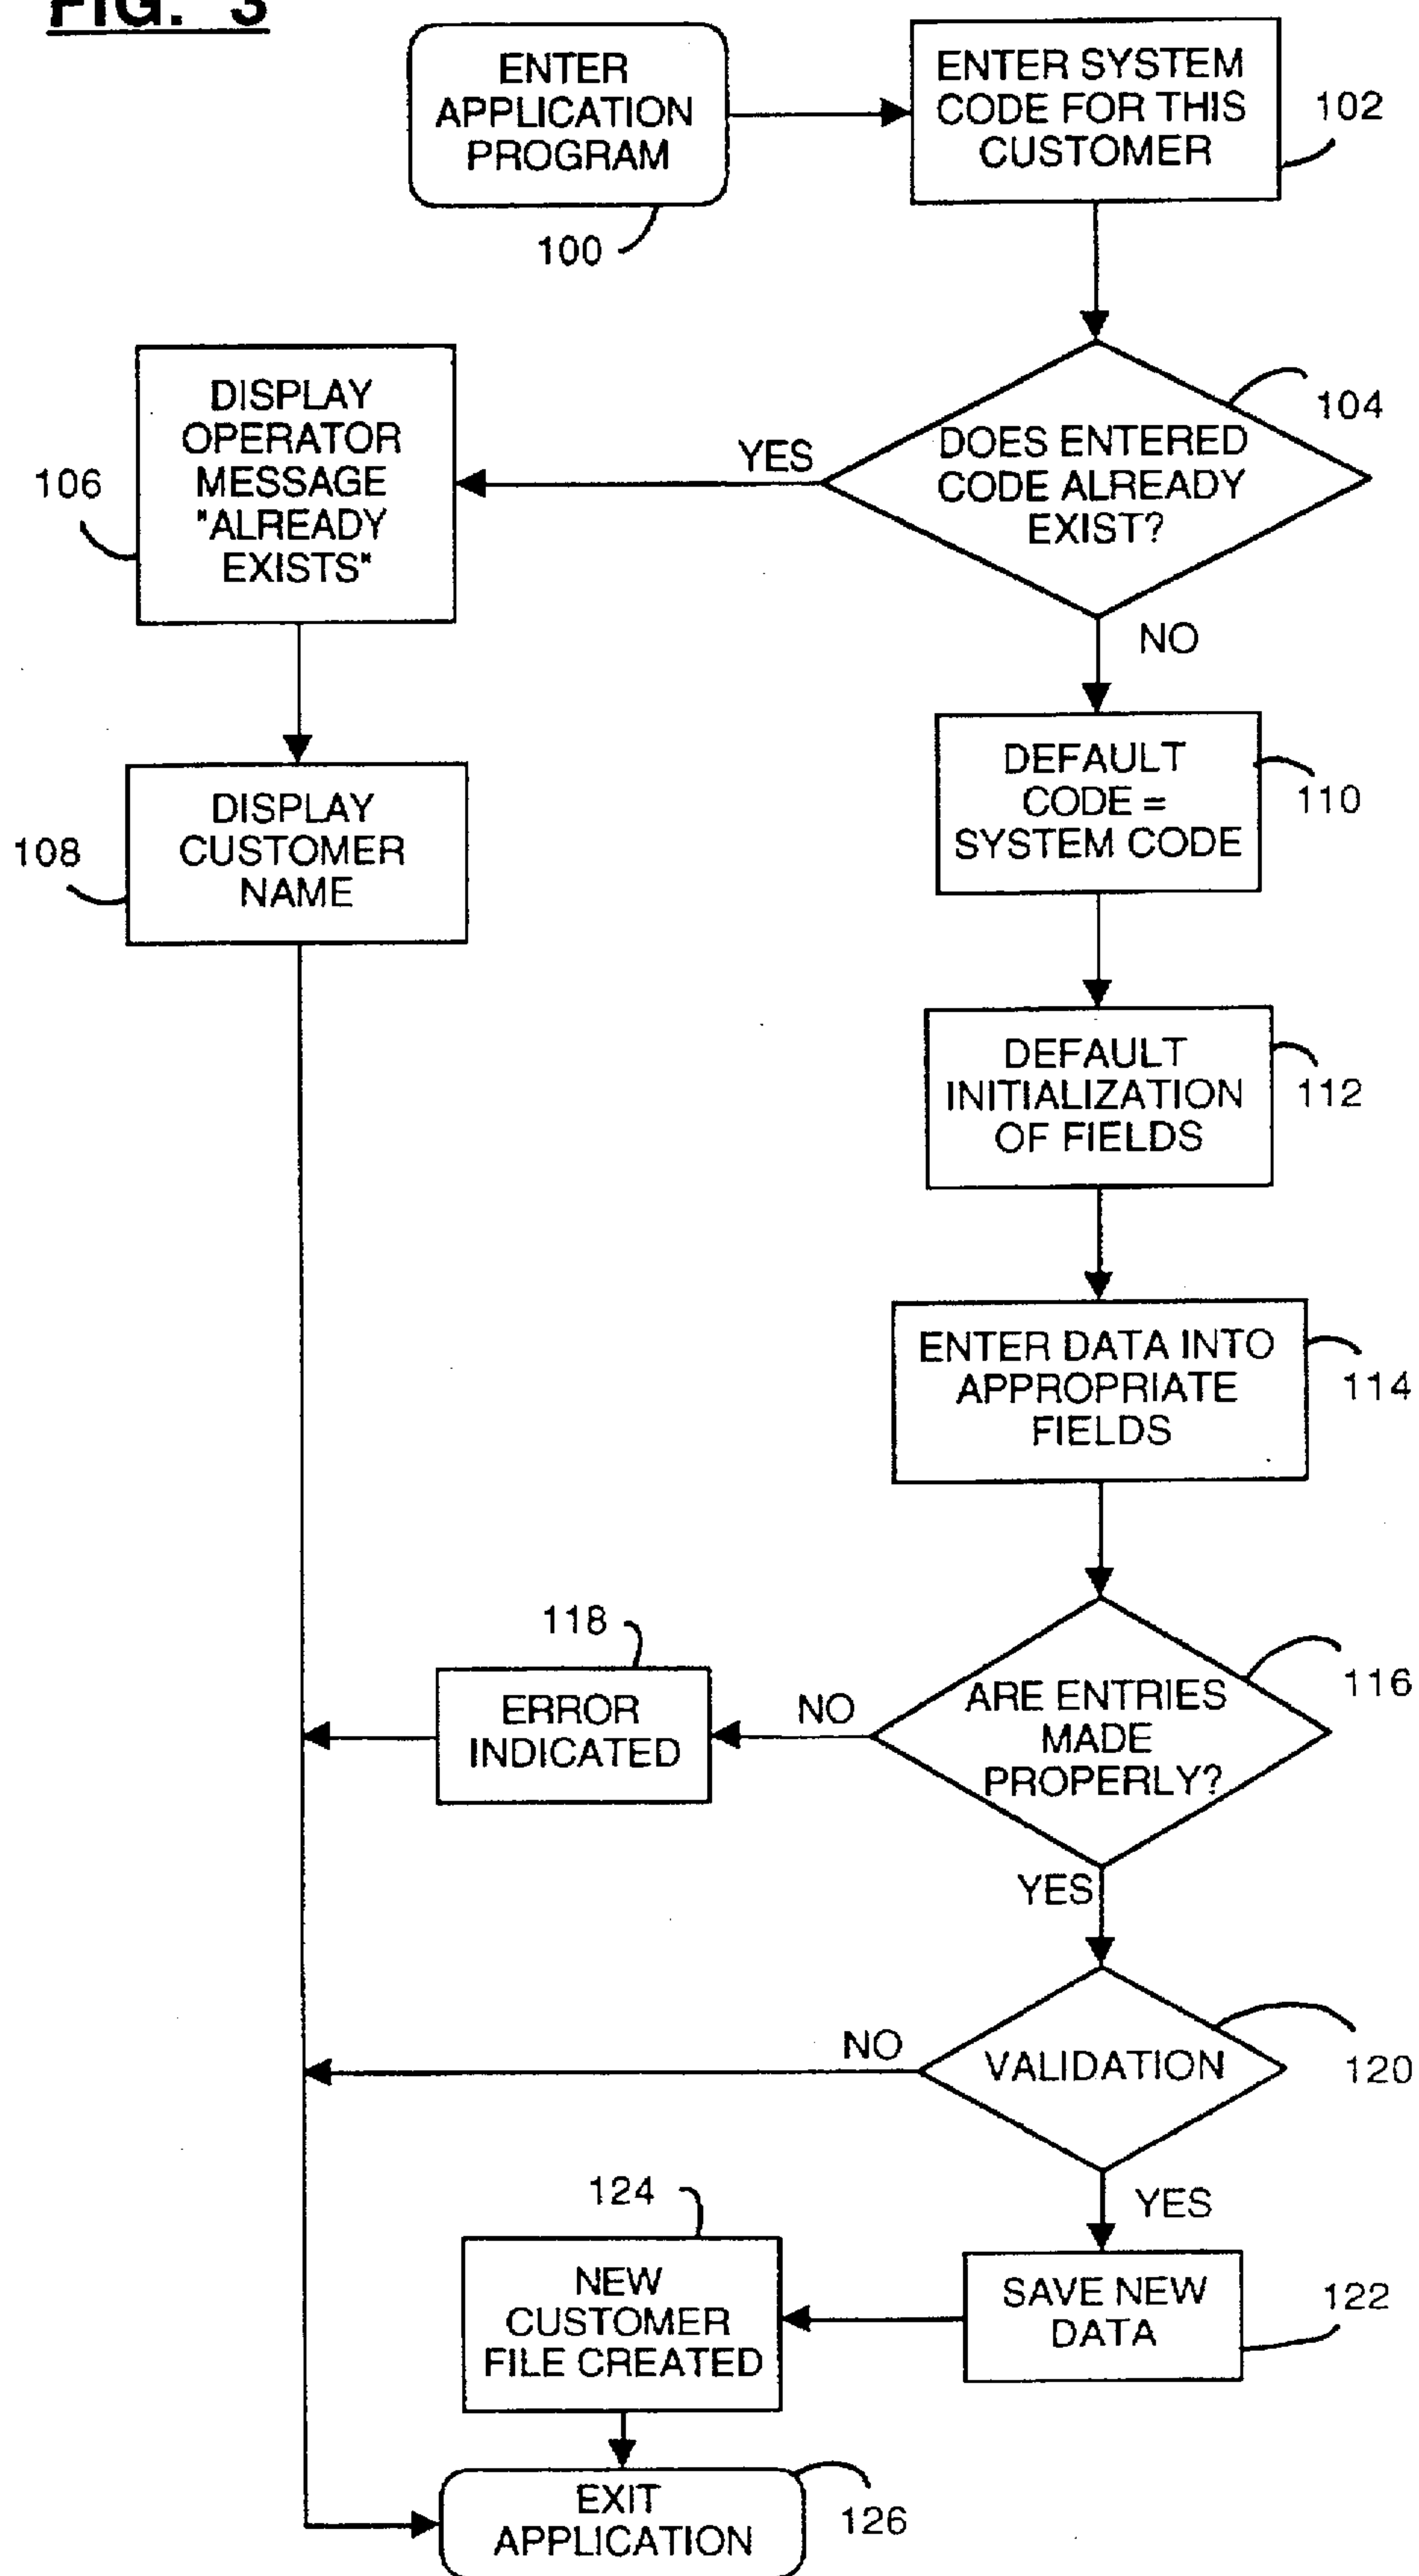 FIG. 3
ENTER
APPLICATION
PROGRAM
100
ENTER SYSTEM
CODE FOR THIS
CUSTOMER
102
DOES ENTERED
CODE ALREADY
EXIST?
104
YES
NO
DISPLAY
OPERATOR
MESSAGE
"ALREADY
EXISTS"
106
DISPLAY
CUSTOMER
NAME
108
DEFAULT
CODE =
SYSTEM CODE
110
DEFAULT
INITIALIZATION
OF FIELDS
112
ENTER DATA INTO
APPROPRIATE
FIELDS
114
ARE ENTRIES
MADE
PROPERLY?
116
NO
ERROR
INDICATED
118
YES
VALIDATION
120
NO
YES
SAVE NEW
DATA
122
NEW
CUSTOMER
FILE CREATED
124
EXIT
APPLICATION
126